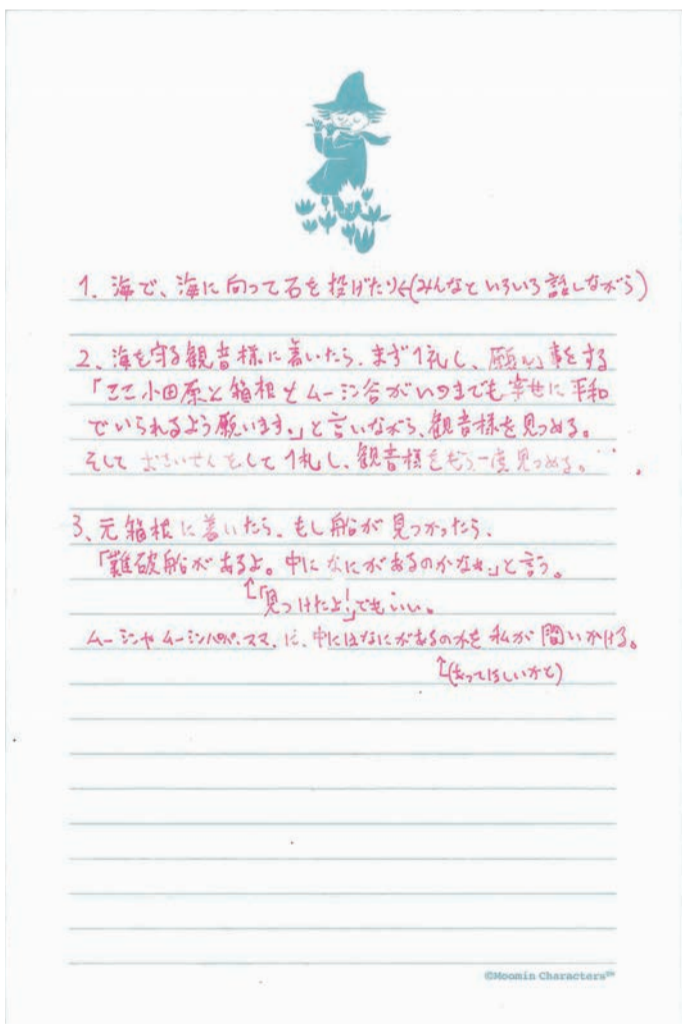 1、海で、海に向って石を投げたり←(みんなといろいろ話しながら)
2、海を守る観音様に着いたら、まず1礼し、願い事をする
「ここ小田原と箱根とムーミン谷がいつまでも幸せに平和
でいられるよう願います。」と言いながら、観音様を見つめる。
そしておさいせんをして1礼し、観音様をもう一度見つめる。
3、元箱根に着いたら、もし船が見つかったら、
「難破船があるよ。中になにがあるのかなぁ。」と言う。
↑「見つけたよ!」でもいい。
ムーミンやムーミンパパ、ママ、に、中にはなにがあるのかを私が問いかける。
↑(あってほしいかと)
©Moomin Characters™